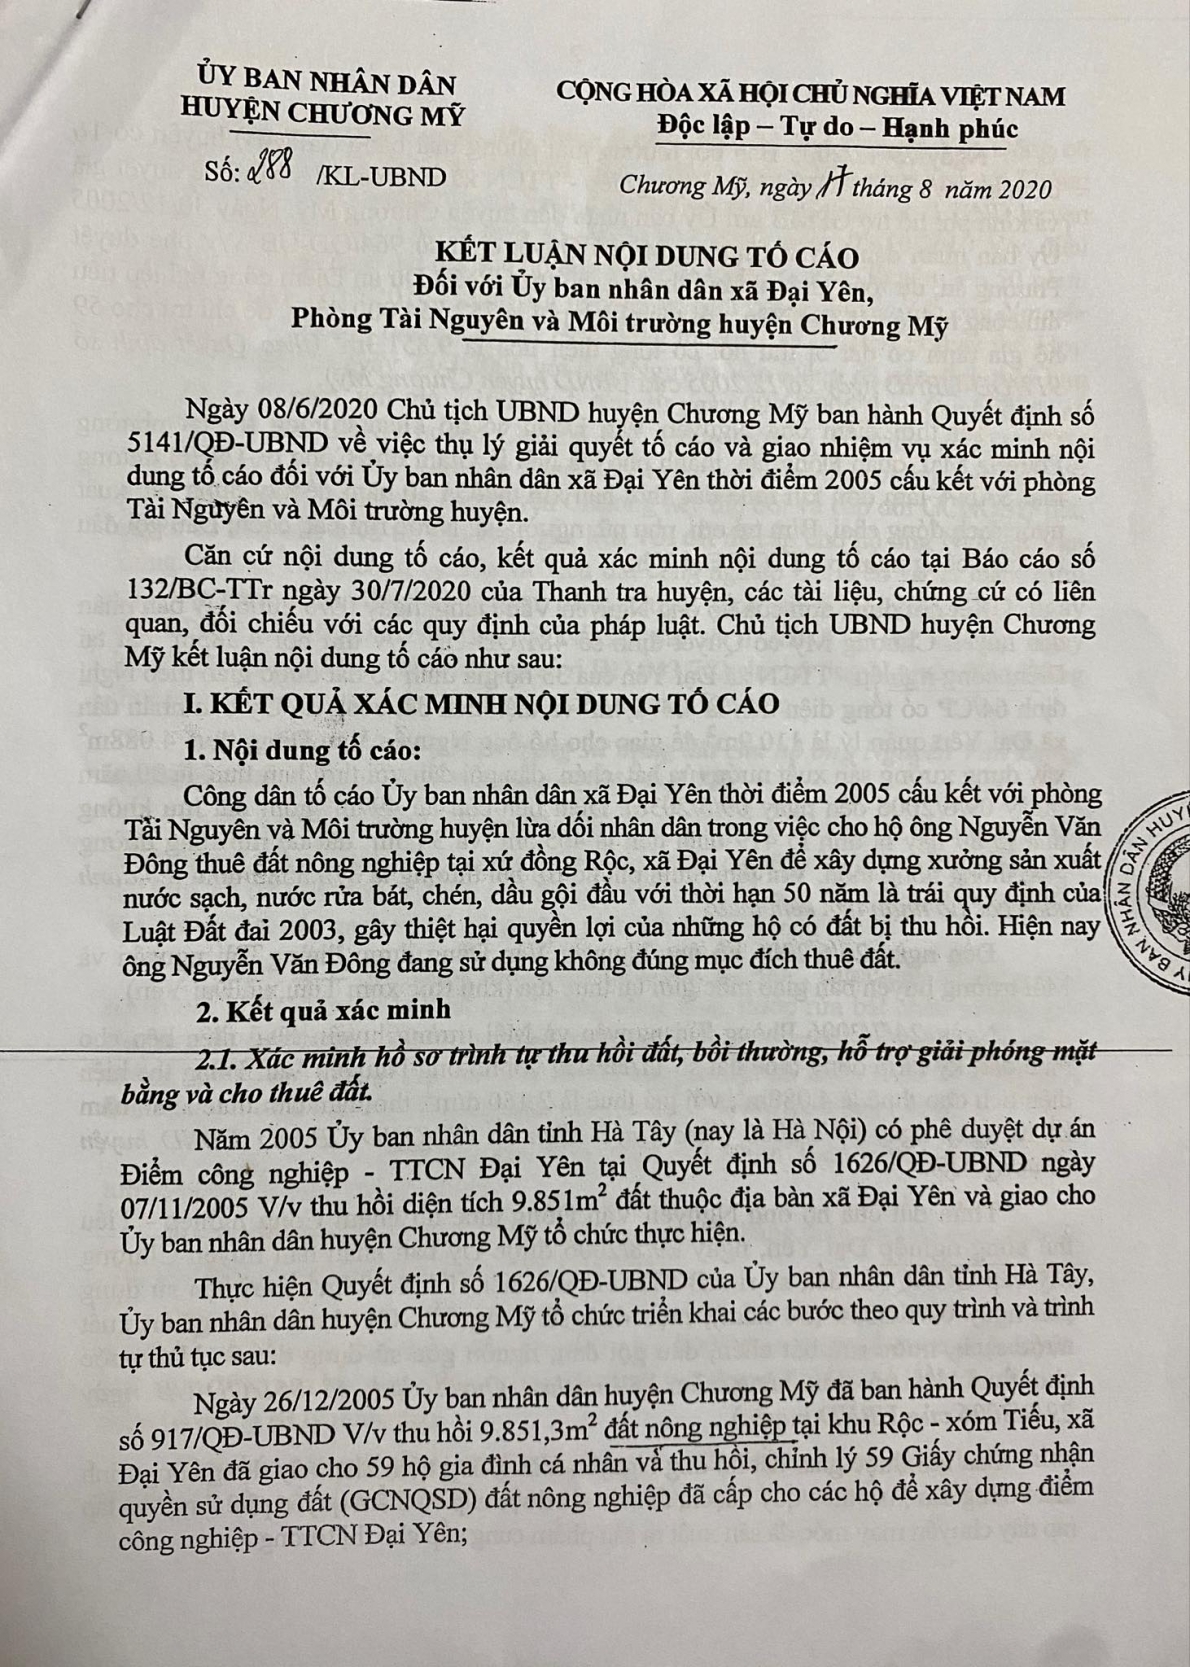 ỦY BAN NHÂN DÂN
HUYỆN CHƯƠNG MỸ
Số: 288 /KL-UBND
CỘNG HÒA XÃ HỘI CHỦ NGHĨA VIỆT NAM
Độc lập – Tự do – Hạnh phúc
Chương Mỹ, ngày 17 tháng 8 năm 2020
KẾT LUẬN NỘI DUNG TỐ CÁO
Đối với Ủy ban nhân dân xã Đại Yên,
Phòng Tài Nguyên và Môi trường huyện Chương Mỹ
Ngày 08/6/2020 Chủ tịch UBND huyện Chương Mỹ ban hành Quyết định số
5141/QĐ-UBND về việc thụ lý giải quyết tố cáo và giao nhiệm vụ xác minh nội
dung tố cáo đối với Ủy ban nhân dân xã Đại Yên thời điểm 2005 cấu kết với phòng
Tài Nguyên và Môi trường huyện.
Căn cứ nội dung tố cáo, kết quả xác minh nội dung tố cáo tại Báo cáo số
132/BC-TTr ngày 30/7/2020 của Thanh tra huyện, các tài liệu, chứng cứ có liên
quan, đối chiếu với các quy định của pháp luật. Chủ tịch UBND huyện Chương
Mỹ kết luận nội dung tố cáo như sau:
I. KẾT QUẢ XÁC MINH NỘI DUNG TỐ CÁO
1. Nội dung tố cáo:
Công dân tố cáo Ủy ban nhân dân xã Đại Yên thời điểm 2005 cấu kết với phòng
Tài Nguyên và Môi trường huyện lừa dối nhân dân trong việc cho hộ ông Nguyễn Văn
Đông thuê đất nông nghiệp tại xứ đồng Rộc, xã Đại Yên để xây dựng xưởng sản xuất
nước sạch, nước rửa bát, chén, dầu gội đầu với thời hạn 50 năm là trái quy định của
Luật Đất đai 2003, gây thiệt hại quyền lợi của những hộ có đất bị thu hồi. Hiện nay
ông Nguyễn Văn Đông đang sử dụng không đúng mục đích thuê đất.
2. Kết quả xác minh
2.1. Xác minh hồ sơ trình tự thu hồi đất, bồi thường, hỗ trợ giải phóng mặt
bằng và cho thuê đất.
Năm 2005 Ủy ban nhân dân tỉnh Hà Tây (nay là Hà Nội) có phê duyệt dự án
Điểm công nghiệp - TTCN Đại Yên tại Quyết định số 1626/QĐ-UBND ngày
07/11/2005 V/v thu hồi diện tích 9.851m² đất thuộc địa bàn xã Đại Yên và giao cho
Ủy ban nhân dân huyện Chương Mỹ tổ chức thực hiện.
Thực hiện Quyết định số 1626/QĐ-UBND của Ủy ban nhân dân tỉnh Hà Tây,
Ủy ban nhân dân huyện Chương Mỹ tổ chức triển khai các bước theo quy trình và trình
tự thủ tục sau:
Ngày 26/12/2005 Ủy ban nhân dân huyện Chương Mỹ đã ban hành Quyết định
số 917/QĐ-UBND V/v thu hồi 9.851,3m² đất nông nghiệp tại khu Rộc - xóm Tiếu, xã
Đại Yên đã giao cho 59 hộ gia đình cá nhân và thu hồi, chỉnh lý 59 Giấy chứng nhận
quyền sử dụng đất (GCNQSD) đất nông nghiệp đã cấp cho các hộ để xây dựng điểm
công nghiệp - TTCN Đại Yên;
ỦY BAN NHÂN DÂN HUYỆ